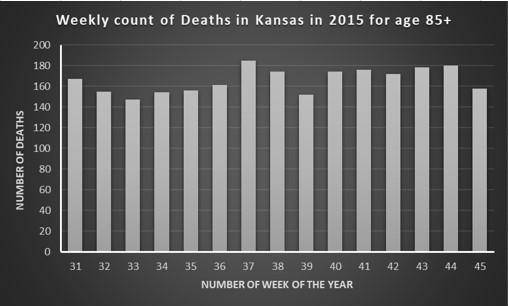 Weekly count of Deaths in Kansas in 2015 for age 85+
200
180
160
140
120
100
80
60
40
20
0
NUMBER OF DEATHS
31 32 33 34 35 36 37 38 39 40 41 42 43 44 45
NUMBER OF WEEK OF THE YEAR